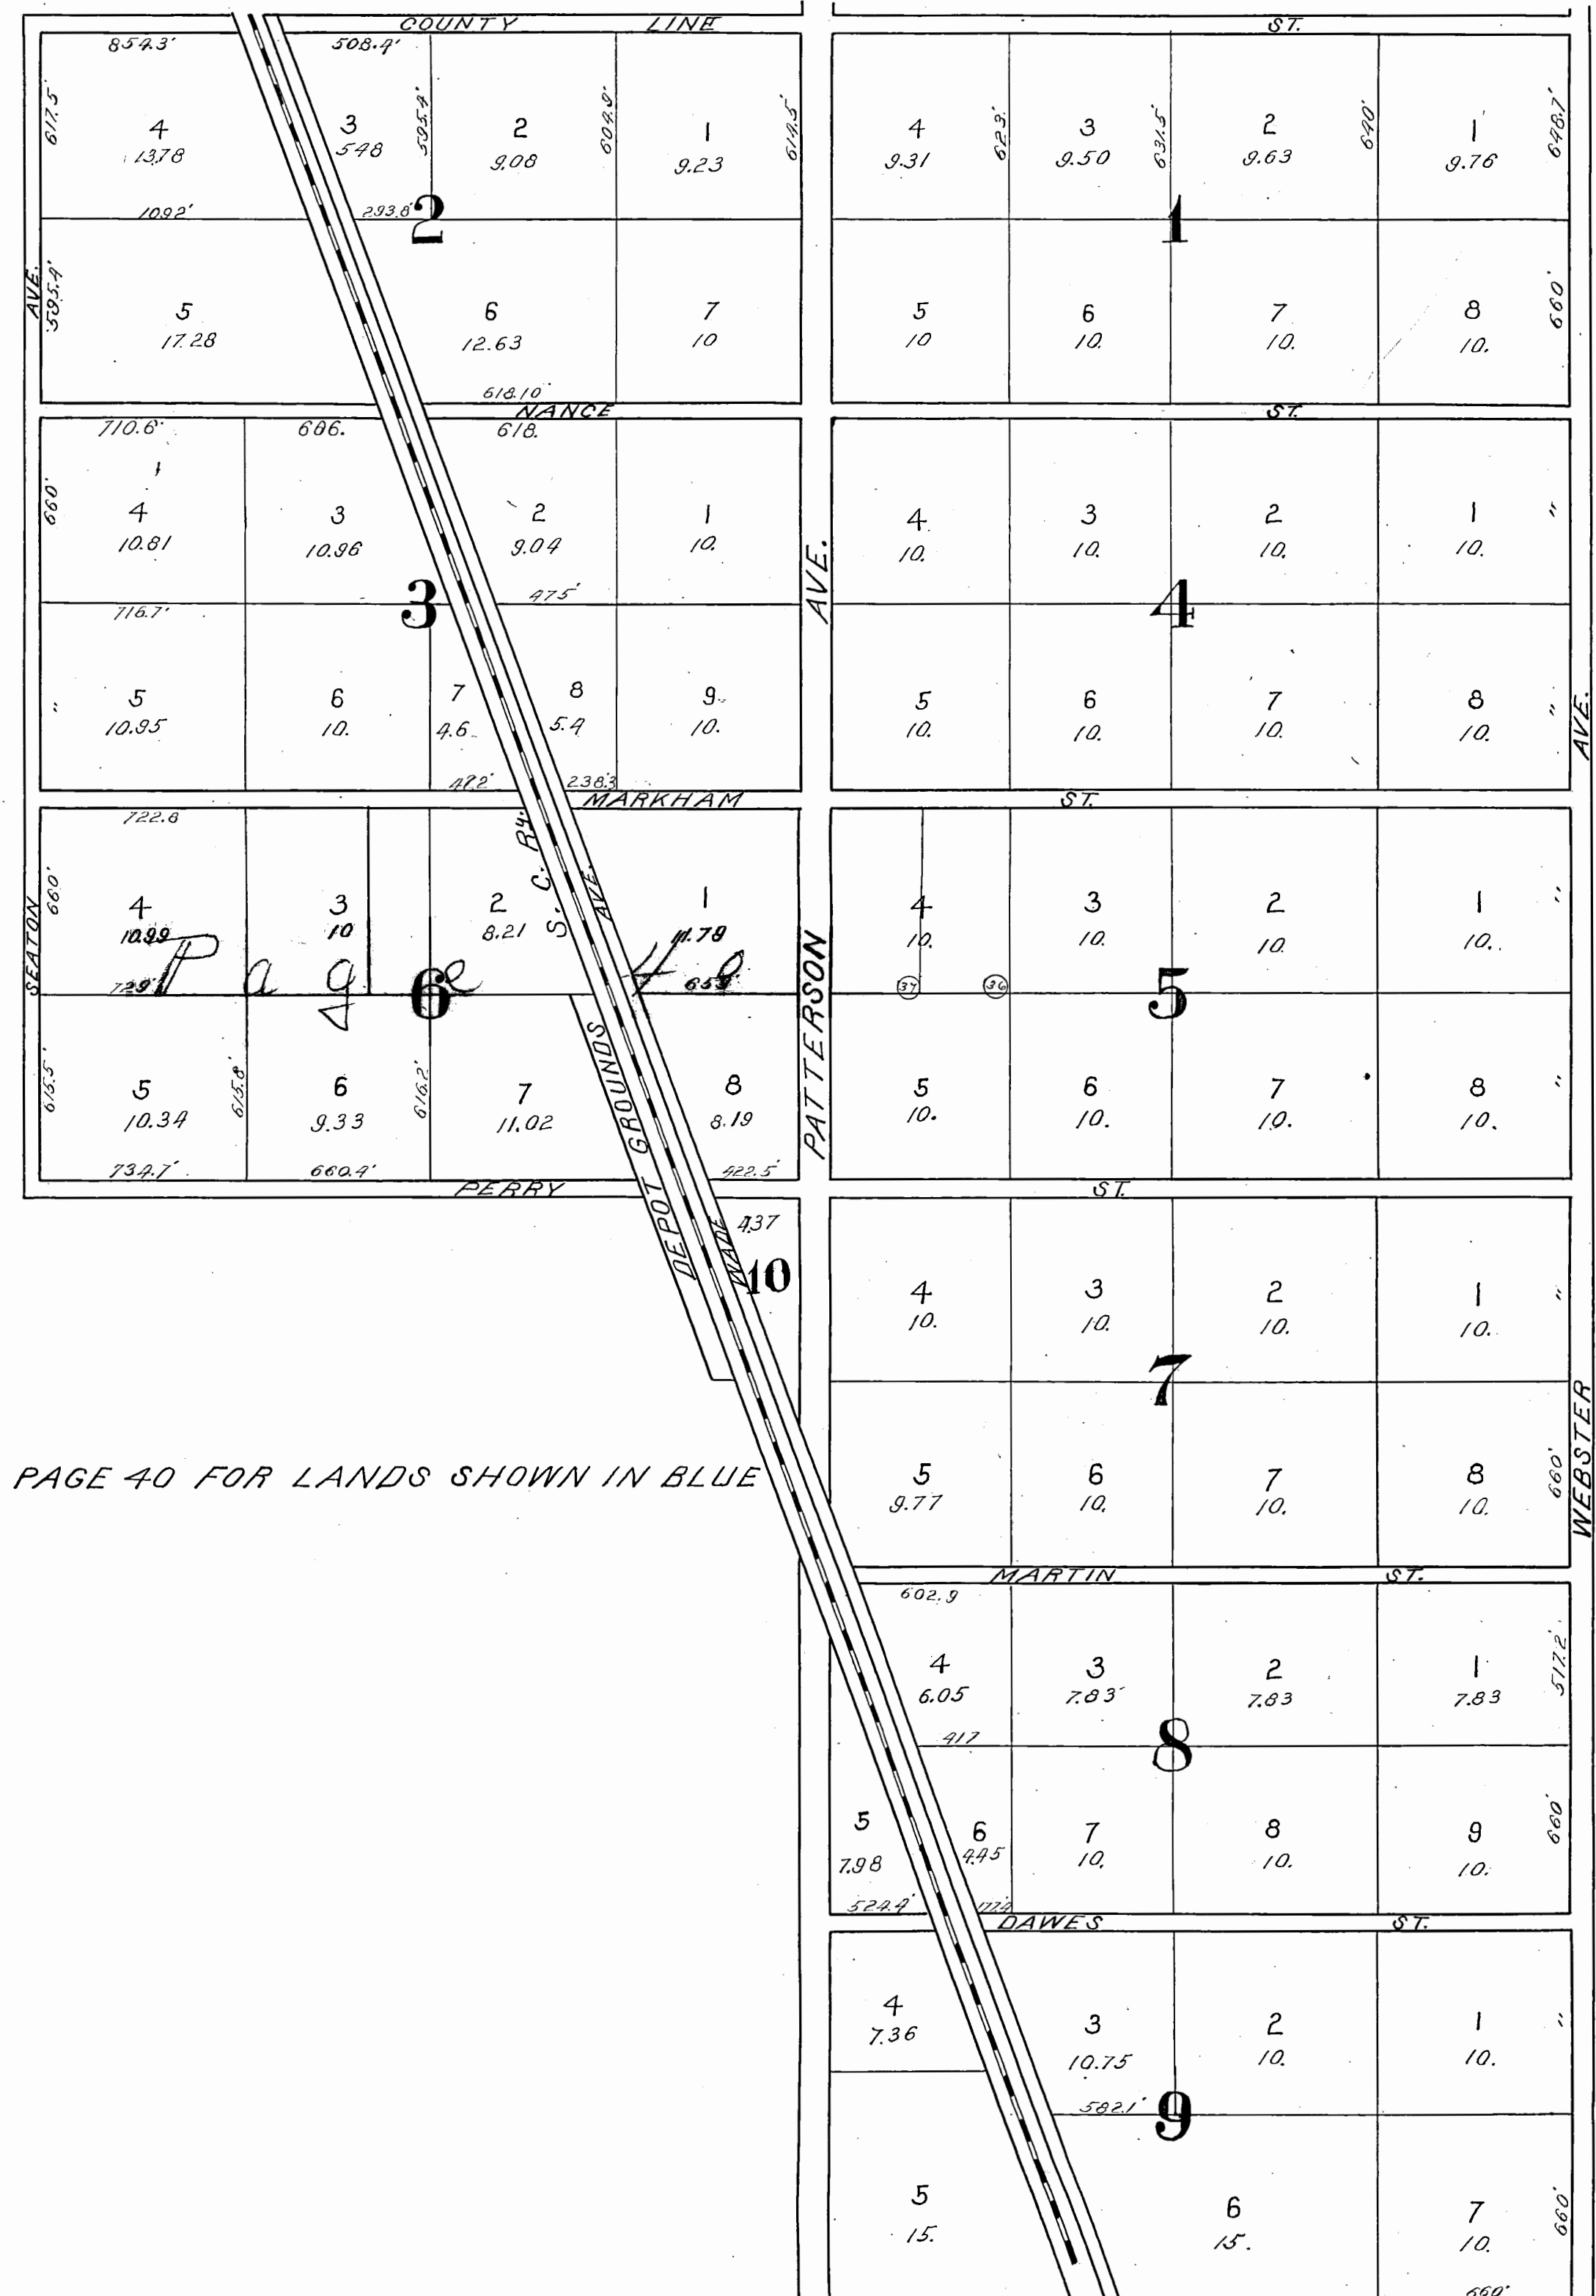 COUNTY LINE ST.
854.3' 508.4'
617.5' 595.4' 604.9' 614.5' 623.' 631.5' 640' 648.7'
4 3 2 1 4 3 2 1
13.78 5.48 9.08 9.23 9.31 9.50 9.63 9.76
1092' 293.8' 2 1
AVE. 595.4' 660'
5 6 7 5 6 7 8
17.28 12.63 10 10 10. 10. 10.
618.10'
NANCE ST.
710.6' 686. 618.
660' "
4 3 2 1 4 3 2 1
10.81 10.96 9.04 10. 10. 10. 10. 10.
475'
AVE.
716.7' 3 4
5 6 7 8 9 5 6 7 8
" 10.95 10. 4.6 5.4 10. 10. 10. 10. 10. "
AVE.
472' 238.3
MARKHAM ST.
722.8
S. C. Ry.
AVE.
660' "
4 3 2 1 4 3 2 1
10.99 10 8.21 11.79 10. 10. 10. 10.
Page 4
SEATON
729' 6 37 36 5
PATTERSON
DEPOT GROUNDS
615.5' 615.8' 616.2' "
5 6 7 8 5 6 7 8
10.34 9.33 11.02 8.19 10. 10. 10. 10.
734.7' 660.4' 422.5'
PERRY ST.
WADE
4.37
10
4 3 2 1 "
10. 10. 10. 10.
7
WEBSTER
PAGE 40 FOR LANDS SHOWN IN BLUE
5 6 7 8 660'
9.77 10. 10. 10.
MARTIN ST.
602.9
4 3 2 1 517.2'
6.05 7.83 7.83 7.83
417 8
5 6 7 8 9 660'
7.98 4.45 10. 10. 10.
524.4' 177.4
DAWES ST.
4 3 2 1 "
7.36 10.75 10. 10.
582.1' 9
5 6 7 660'
15. 15. 10.
660'